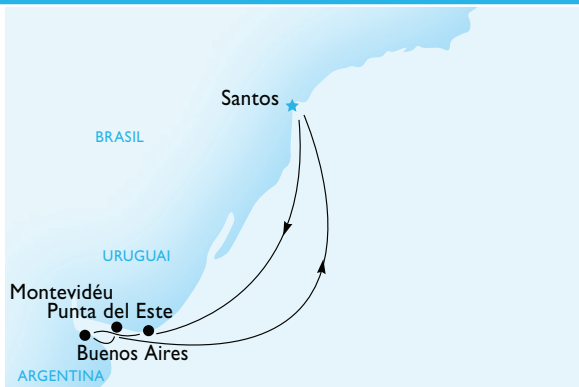 Santos
BRASIL
URUGUAI
Montevidéu
Punta del Este
Buenos Aires
ARGENTINA